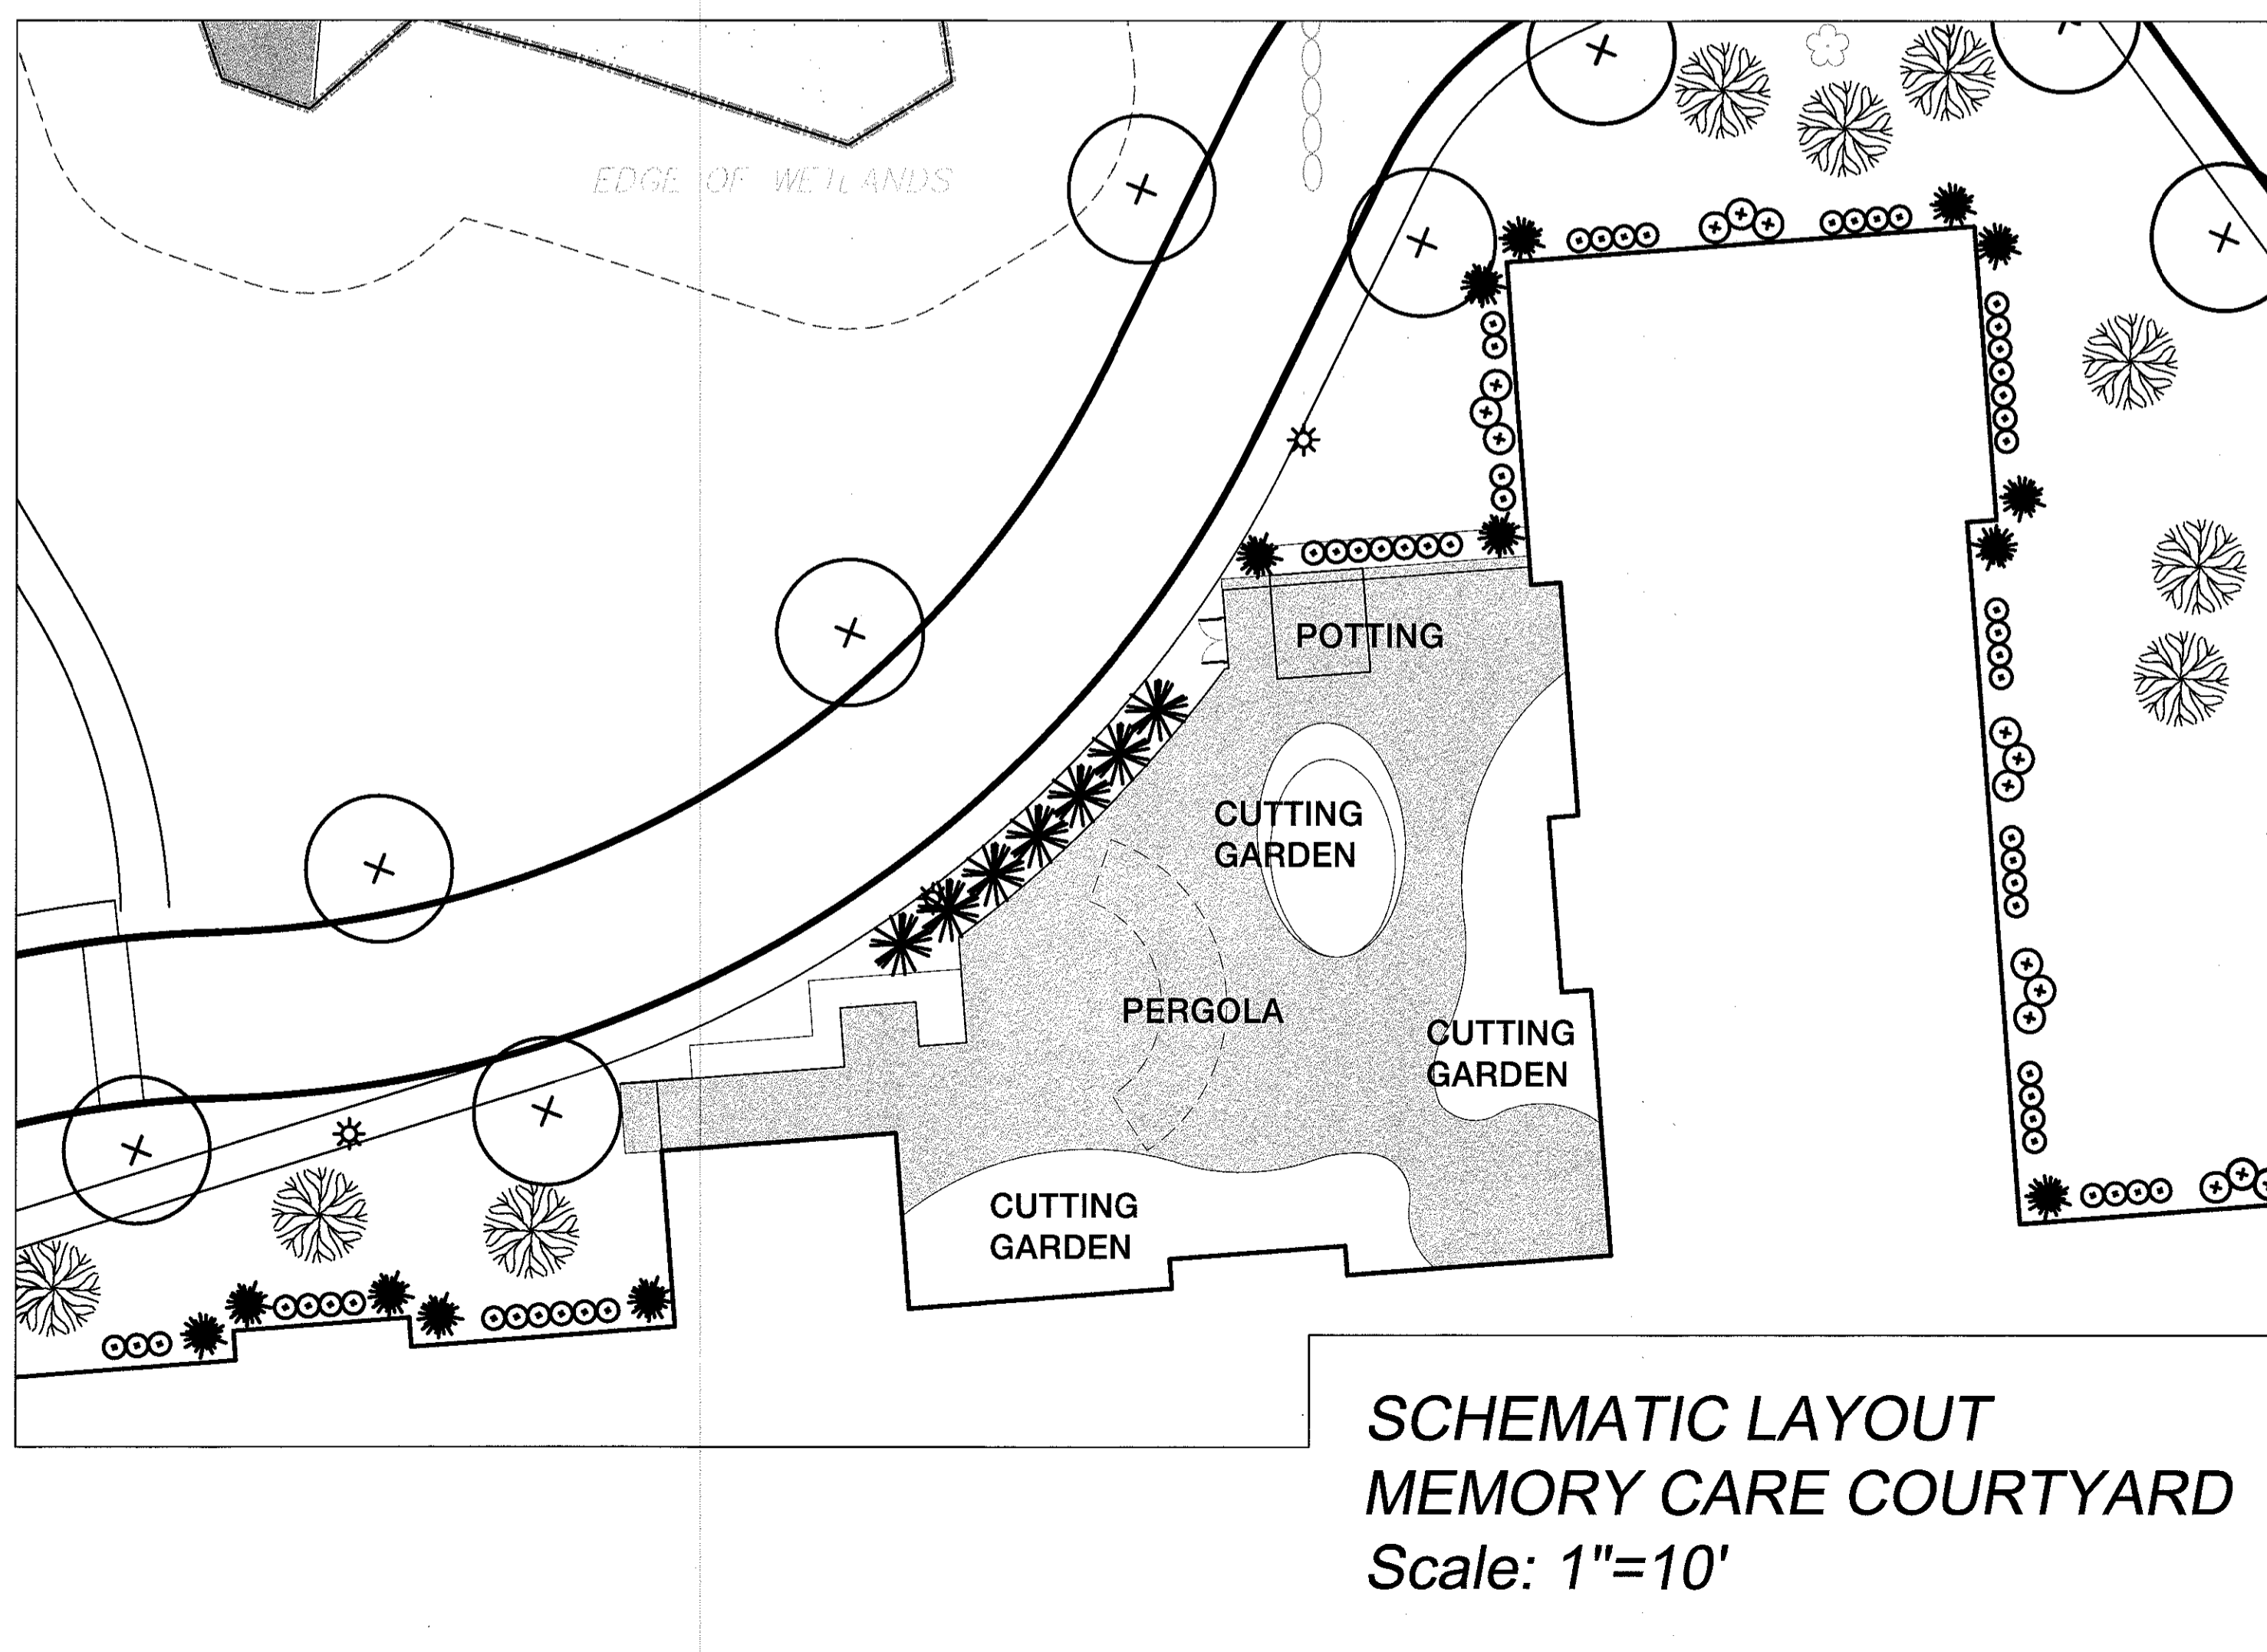 EDGE OF WETLANDS
POTTING
CUTTING
GARDEN
PERGOLA
CUTTING
GARDEN
CUTTING
GARDEN
SCHEMATIC LAYOUT
MEMORY CARE COURTYARD
Scale: 1"=10'